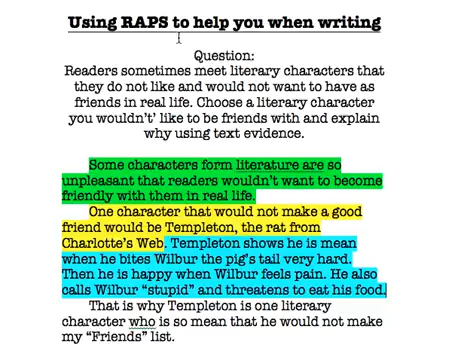 Using RAPS to help you when writing
Question:
Readers sometimes meet literary characters that
they do not like and would not want to have as
friends in real life. Choose a literary character
you wouldn't' like to be friends with and explain
why using text evidence.
Some characters form literature are so
unpleasant that readers wouldn't want to become
friendly with them in real life.
One character that would not make a good
friend would be Templeton, the rat from
Charlotte's Web. Templeton shows he is mean
when he bites Wilbur the pig's tail very hard.
Then he is happy when Wilbur feels pain. He also
calls Wilbur "stupid" and threatens to eat his food.
That is why Templeton is one literary
character who is so mean that he would not make
my "Friends" list.